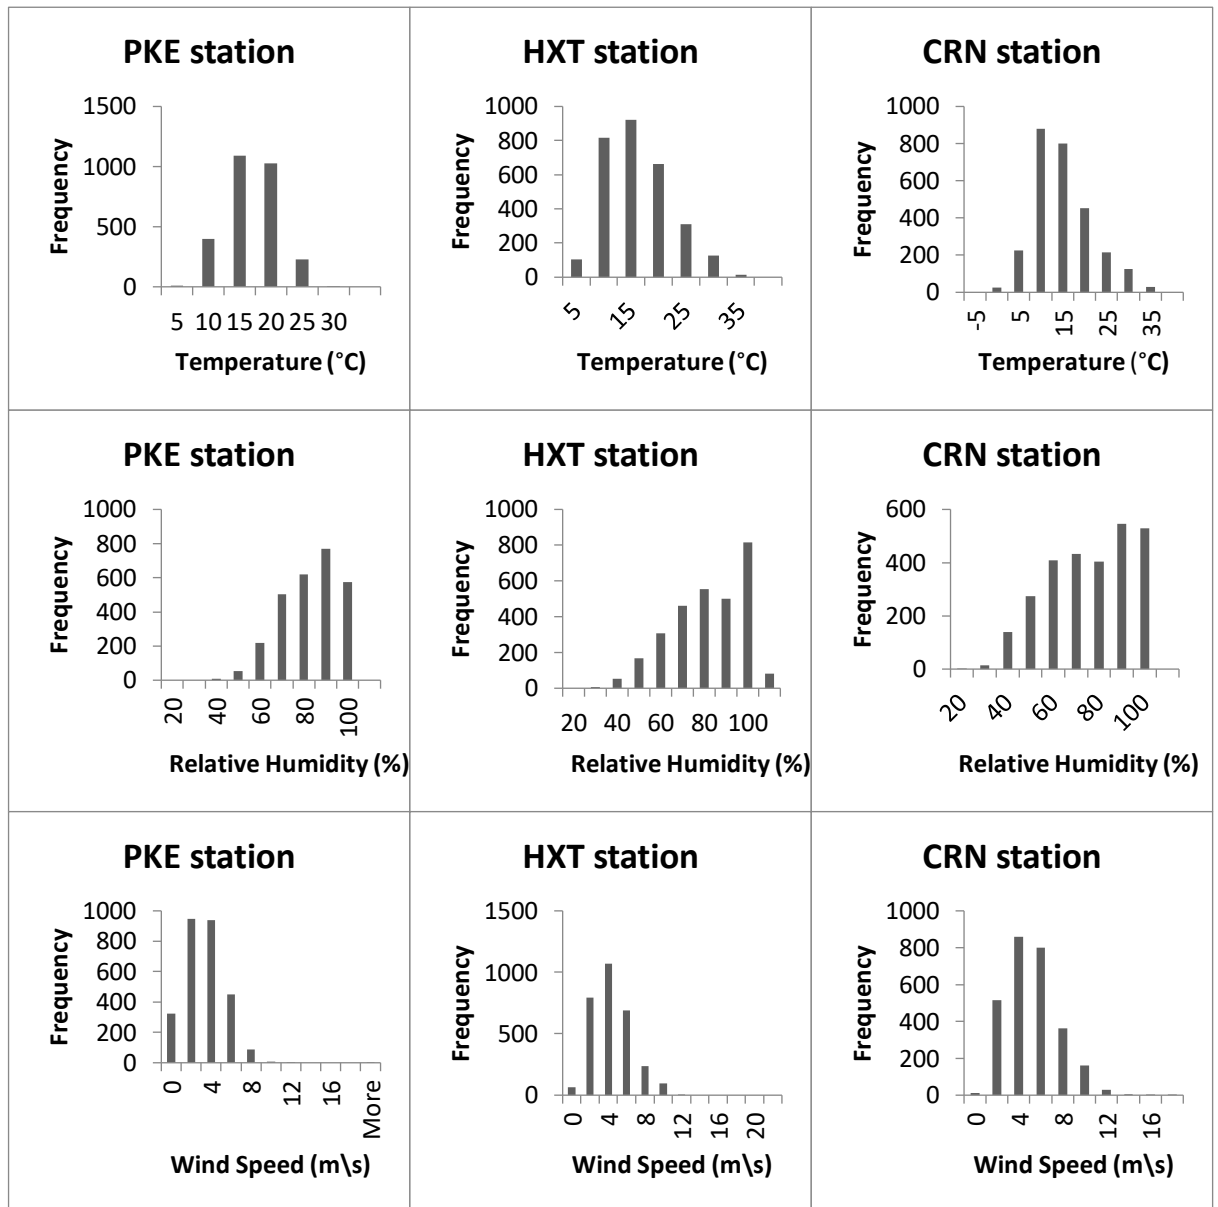 PKE station
1500
1000
500
0
Frequency
5 10 15 20 25 30
Temperature (°C)
HXT station
1000
800
600
400
200
0
Frequency
5 15 25 35
Temperature (°C)
CRN station
1000
800
600
400
200
0
Frequency
-5 5 15 25 35
Temperature (°C)
PKE station
1000
800
600
400
200
0
Frequency
20 40 60 80 100
Relative Humidity (%)
HXT station
1000
800
600
400
200
0
Frequency
20 40 60 80 100
Relative Humidity (%)
CRN station
600
400
200
0
Frequency
20 40 60 80 100
Relative Humidity (%)
PKE station
1000
800
600
400
200
0
Frequency
0 4 8 12 16 More
Wind Speed (m\s)
HXT station
1500
1000
500
0
Frequency
0 4 8 12 16 20
Wind Speed (m\s)
CRN station
1000
800
600
400
200
0
Frequency
0 4 8 12 16
Wind Speed (m\s)